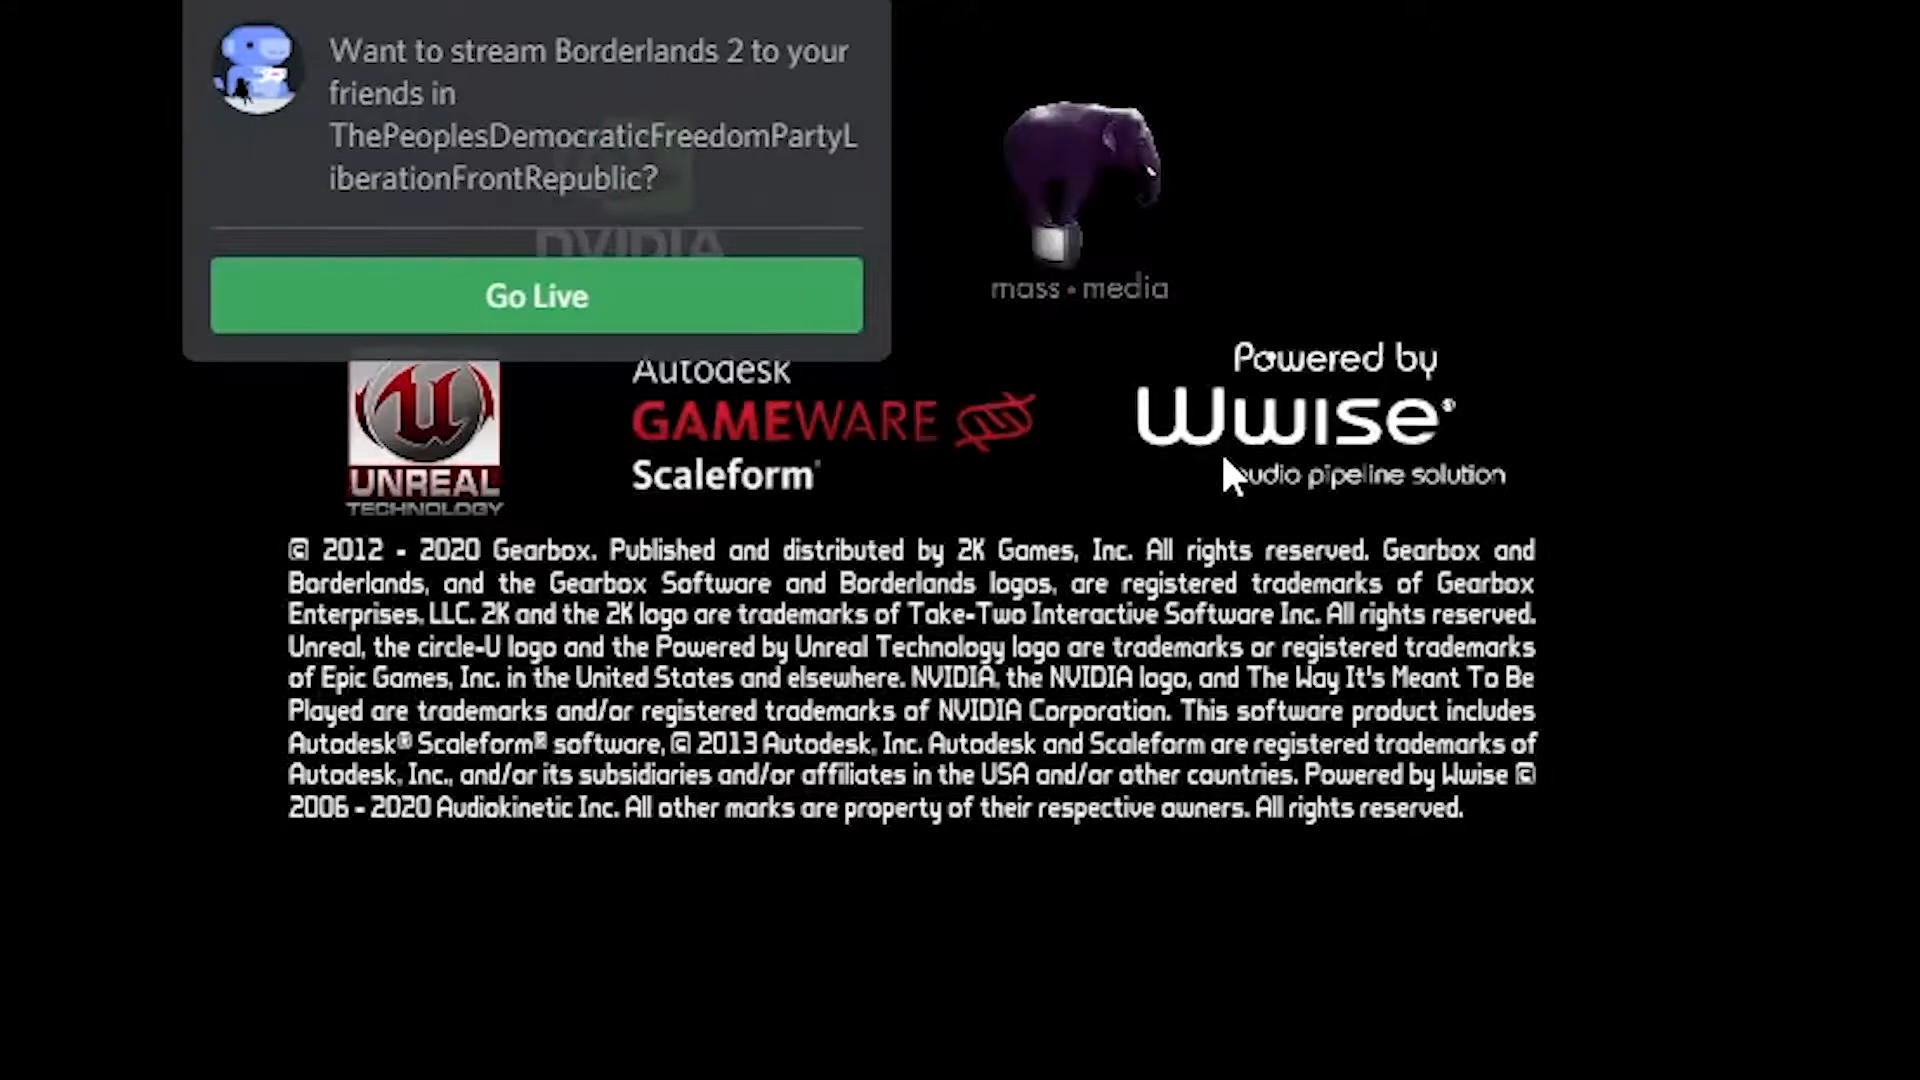 Want to stream Borderlands 2 to your
friends in
ThePeoplesDemocraticFreedomPartyL
iberationFrontRepublic?
NVIDIA
Go Live
mass • media
UNREAL
TECHNOLOGY
Autodesk
GAMEWARE
Scaleform
Powered by
Wwise®
audio pipeline solution
© 2012 - 2020 Gearbox. Published and distributed by 2K Games, Inc. All rights reserved. Gearbox and
Borderlands, and the Gearbox Software and Borderlands logos, are registered trademarks of Gearbox
Enterprises, LLC. 2K and the 2K logo are trademarks of Take-Two Interactive Software Inc. All rights reserved.
Unreal, the circle-U logo and the Powered by Unreal Technology logo are trademarks or registered trademarks
of Epic Games, Inc. in the United States and elsewhere. NVIDIA, the NVIDIA logo, and The Way It's Meant To Be
Played are trademarks and/or registered trademarks of NVIDIA Corporation. This software product includes
Autodesk® Scaleform® software, © 2013 Autodesk, Inc. Autodesk and Scaleform are registered trademarks of
Autodesk, Inc., and/or its subsidiaries and/or affiliates in the USA and/or other countries. Powered by Wwise ©
2006 - 2020 Audiokinetic Inc. All other marks are property of their respective owners. All rights reserved.